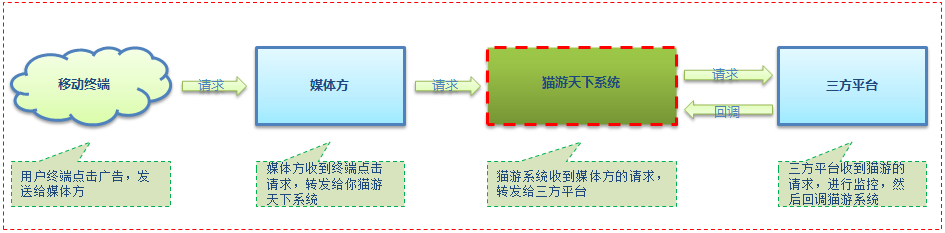 移动终端
请求
媒体方
请求
猫游天下系统
请求
回调
三方平台
用户终端点击广告，发
送给媒体方
媒体方收到终端点击
请求，转发给你猫游
天下系统
猫游系统收到媒体方的请求，
转发给三方平台
三方平台收到猫游的
请求，进行监控，然
后回调猫游系统